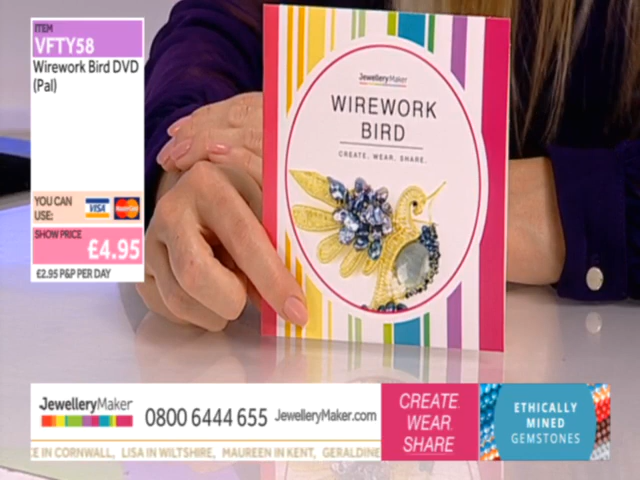 ITEM
VFTY58
Wirework Bird DVD
(Pal)
YOU CAN
USE:
VISA
MasterCard
SHOW PRICE
£4.95
£2.95 P&P PER DAY
JewelleryMaker
WIREWORK
BIRD
CREATE. WEAR. SHARE.
JewelleryMaker
0800 6444 655 JewelleryMaker.com
CREATE.
WEAR.
SHARE
ETHICALLY
MINED
GEMSTONES
E IN CORNWALL, LISA IN WILTSHIRE, MAUREEN IN KENT, GERALDINE